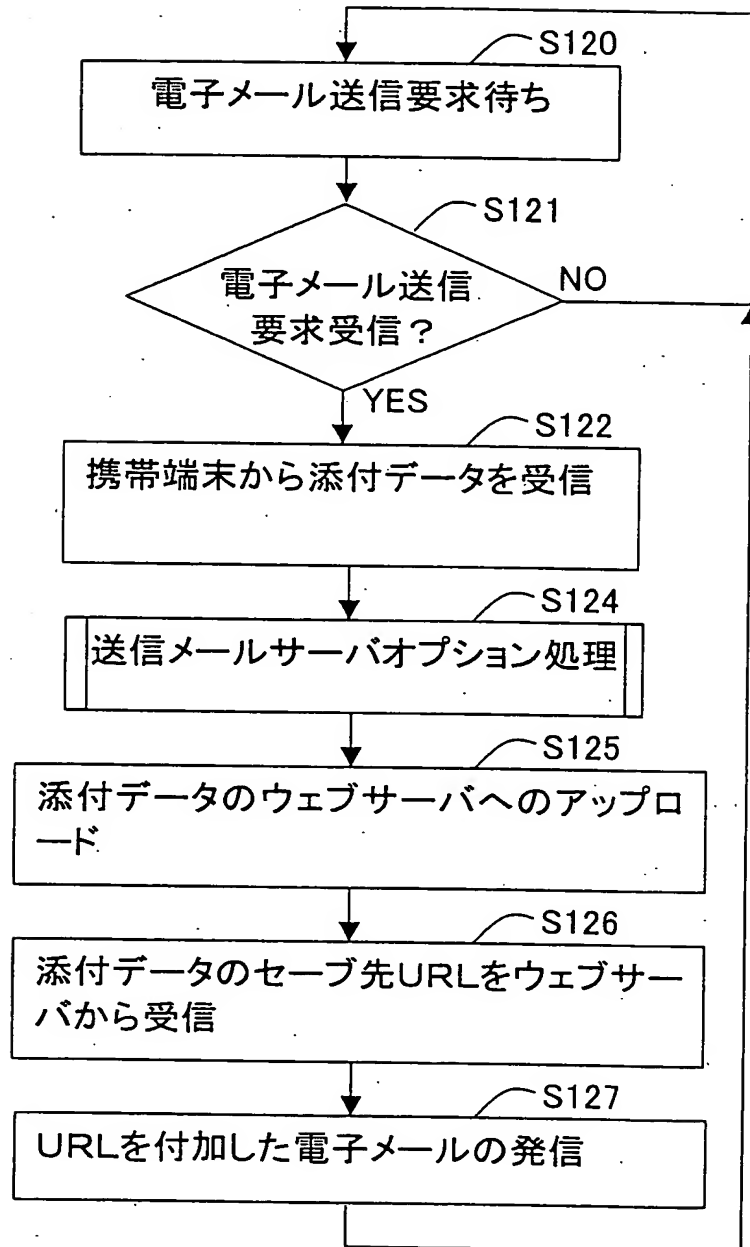 S120
電子メール送信要求待ち
S121
電子メール送信
要求受信？
NO
YES
S122
携帯端末から添付データを受信
S124
送信メールサーバオプション処理
S125
添付データのウェブサーバへのアップロ
ード
S126
添付データのセーブ先URLをウェブサー
バから受信
S127
URLを付加した電子メールの発信